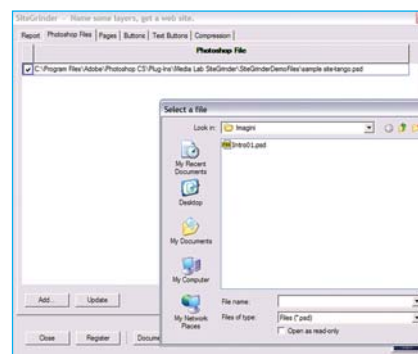 SiteGrinder - Name some layers, get a web site.
Report Photoshop Files Pages Buttons Text Buttons Compression
Photoshop File
C:\Program Files\Adobe\Photoshop CS\Plug-Ins\Media Lab SiteGrinder\SiteGrinderDemoFiles\sample site-tango.psd
Select a file
Look in: Imagini
Intro01.psd
My Recent
Documents
Desktop
My Documents
My Computer
My Network
Places
File name:
Files of type: Files (*.psd)
Open as read-only
Add... Update
Close Register Docume